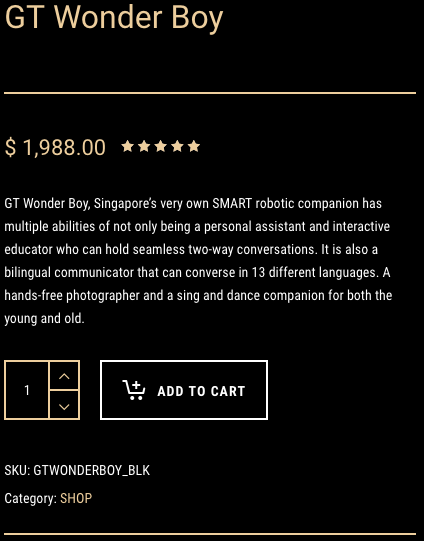 GT Wonder Boy
$ 1,988.00
GT Wonder Boy, Singapore's very own SMART robotic companion has
multiple abilities of not only being a personal assistant and interactive
educator who can hold seamless two-way conversations. It is also a
bilingual communicator that can converse in 13 different languages. A
hands-free photographer and a sing and dance companion for both the
young and old.
1
ADD TO CART
SKU: GTWONDERBOY_BLK
Category: SHOP